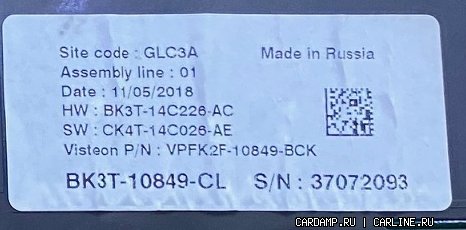 Site code : GLC3A Made in Russia
Assembly line : 01
Date : 11/05/2018
HW : BK3T-14C226-AC
SW : CK4T-14C026-AE
Visteon P/N : VPFK2F-10849-BCK
BK3T-10849-CL S/N : 37072093
CARDAMP.RU | CARLINE.RU